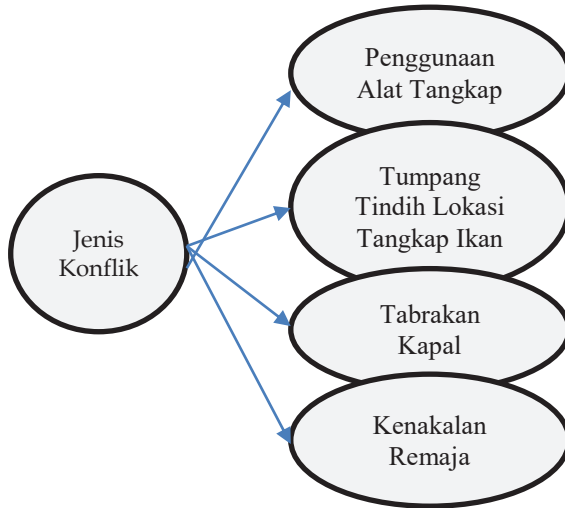 Jenis
Konflik
Penggunaan
Alat Tangkap
Tumpang
Tindih Lokasi
Tangkap Ikan
Tabrakan
Kapal
Kenakalan
Remaja